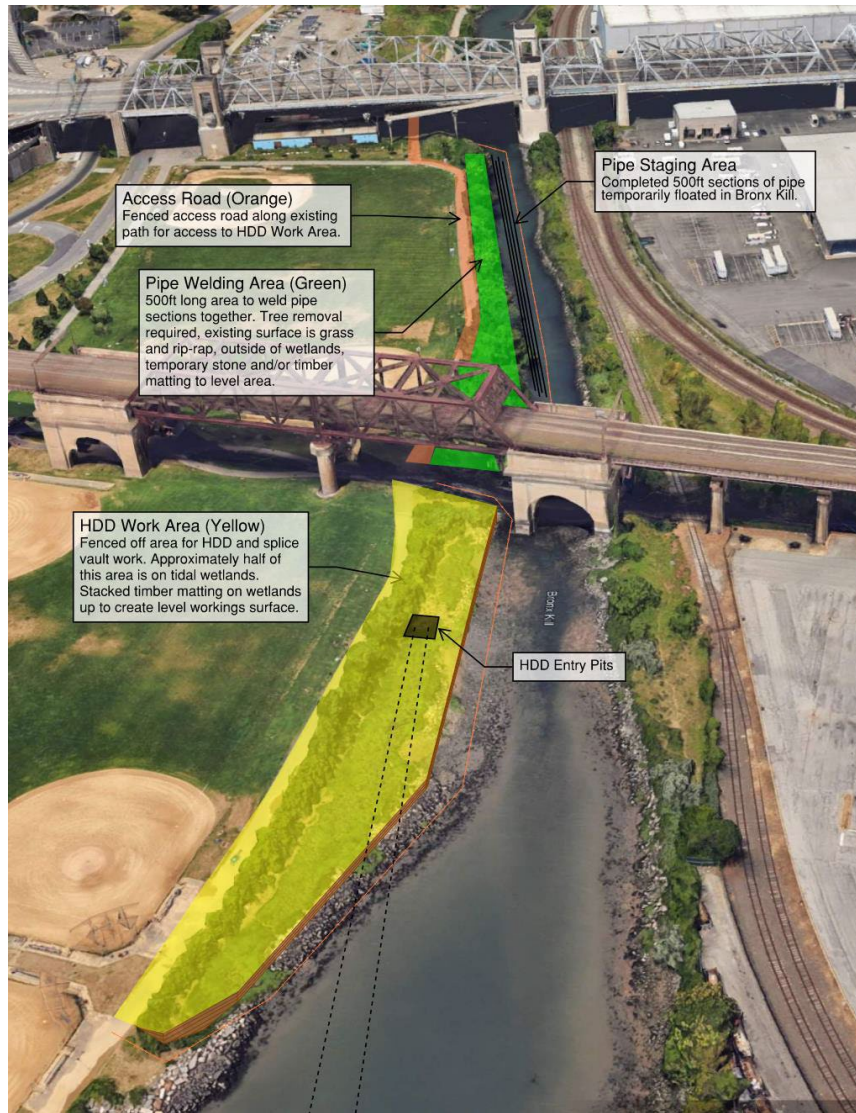 Pipe Staging Area
Completed 500ft sections of pipe
temporarily floated in Bronx Kill.
Access Road (Orange)
Fenced access road along existing
path for access to HDD Work Area.
Pipe Welding Area (Green)
500ft long area to weld pipe
sections together. Tree removal
required, existing surface is grass
and rip-rap, outside of wetlands,
temporary stone and/or timber
matting to level area.
HDD Work Area (Yellow)
Fenced off area for HDD and splice
vault work. Approximately half of
this area is on tidal wetlands.
Stacked timber matting on wetlands
up to create level workings surface.
Bronx Kill
HDD Entry Pits